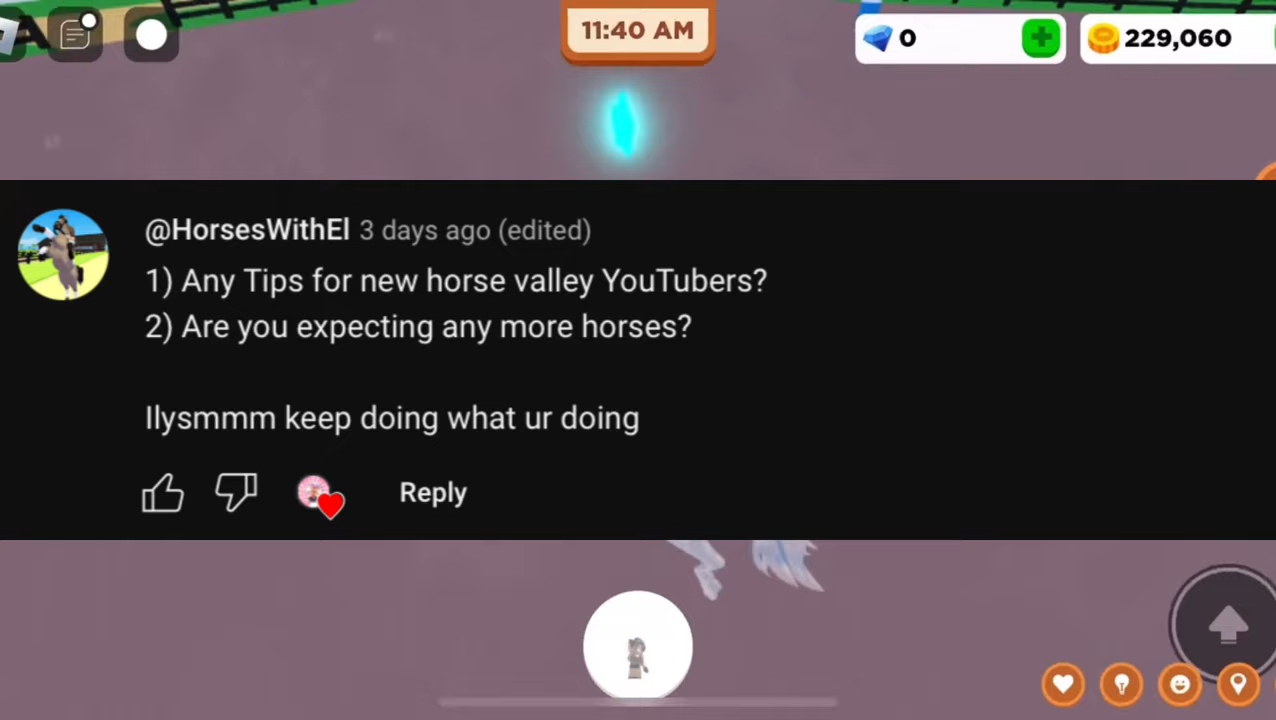 11:40 AM
0
229,060
@HorsesWithEl 3 days ago (edited)
1) Any Tips for new horse valley YouTubers?
2) Are you expecting any more horses?
Ilysmmm keep doing what ur doing
Reply